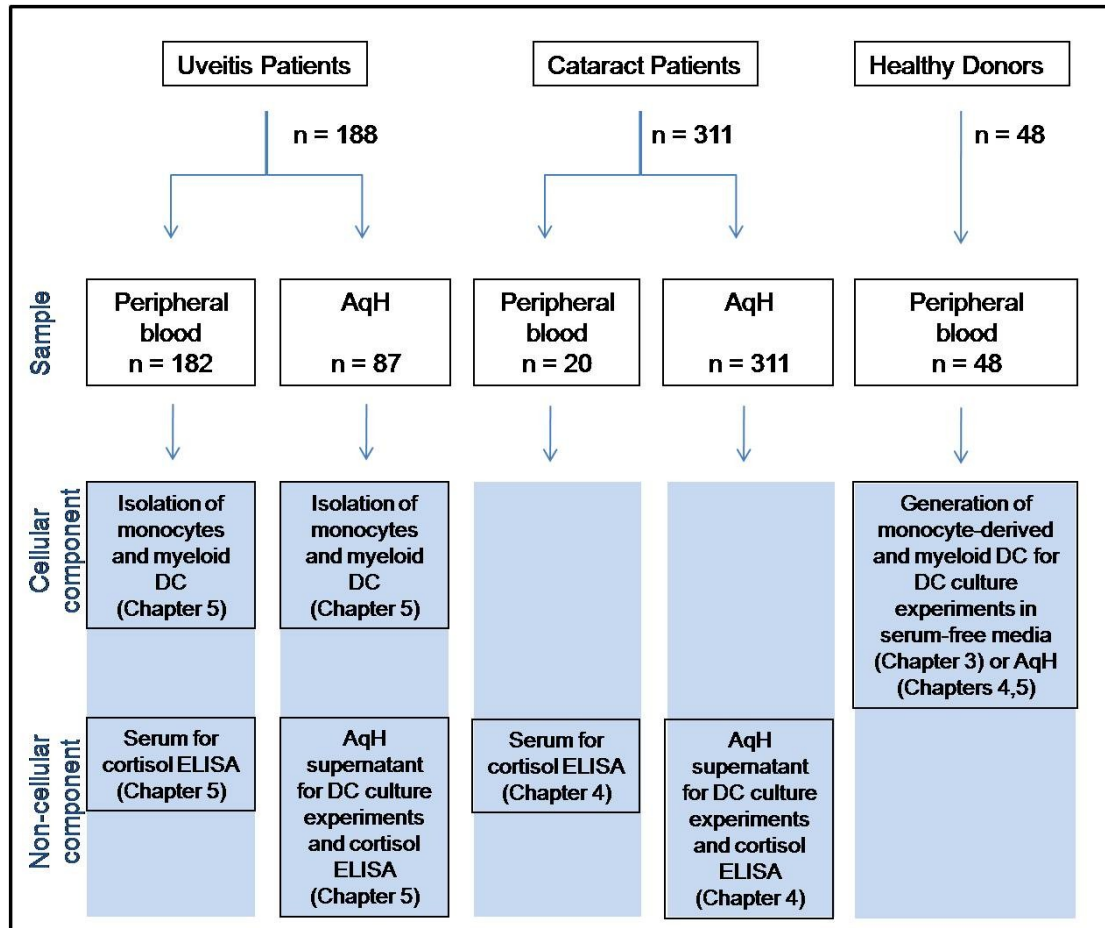 Uveitis Patients
Cataract Patients
Healthy Donors
n = 188
n = 311
n = 48
Sample
Peripheral
blood
n = 182
AqH
n = 87
Peripheral
blood
n = 20
AqH
n = 311
Peripheral
blood
n = 48
Cellular
component
Isolation of
monocytes
and myeloid
DC
(Chapter 5)
Isolation of
monocytes
and myeloid
DC
(Chapter 5)
Generation of
monocyte-derived
and myeloid DC for
DC culture
experiments in
serum-free media
(Chapter 3) or AqH
(Chapters 4,5)
Non-cellular
component
Serum for
cortisol ELISA
(Chapter 5)
AqH
supernatant
for DC culture
experiments
and cortisol
ELISA
(Chapter 5)
Serum for
cortisol ELISA
(Chapter 4)
AqH
supernatant
for DC culture
experiments
and cortisol
ELISA
(Chapter 4)